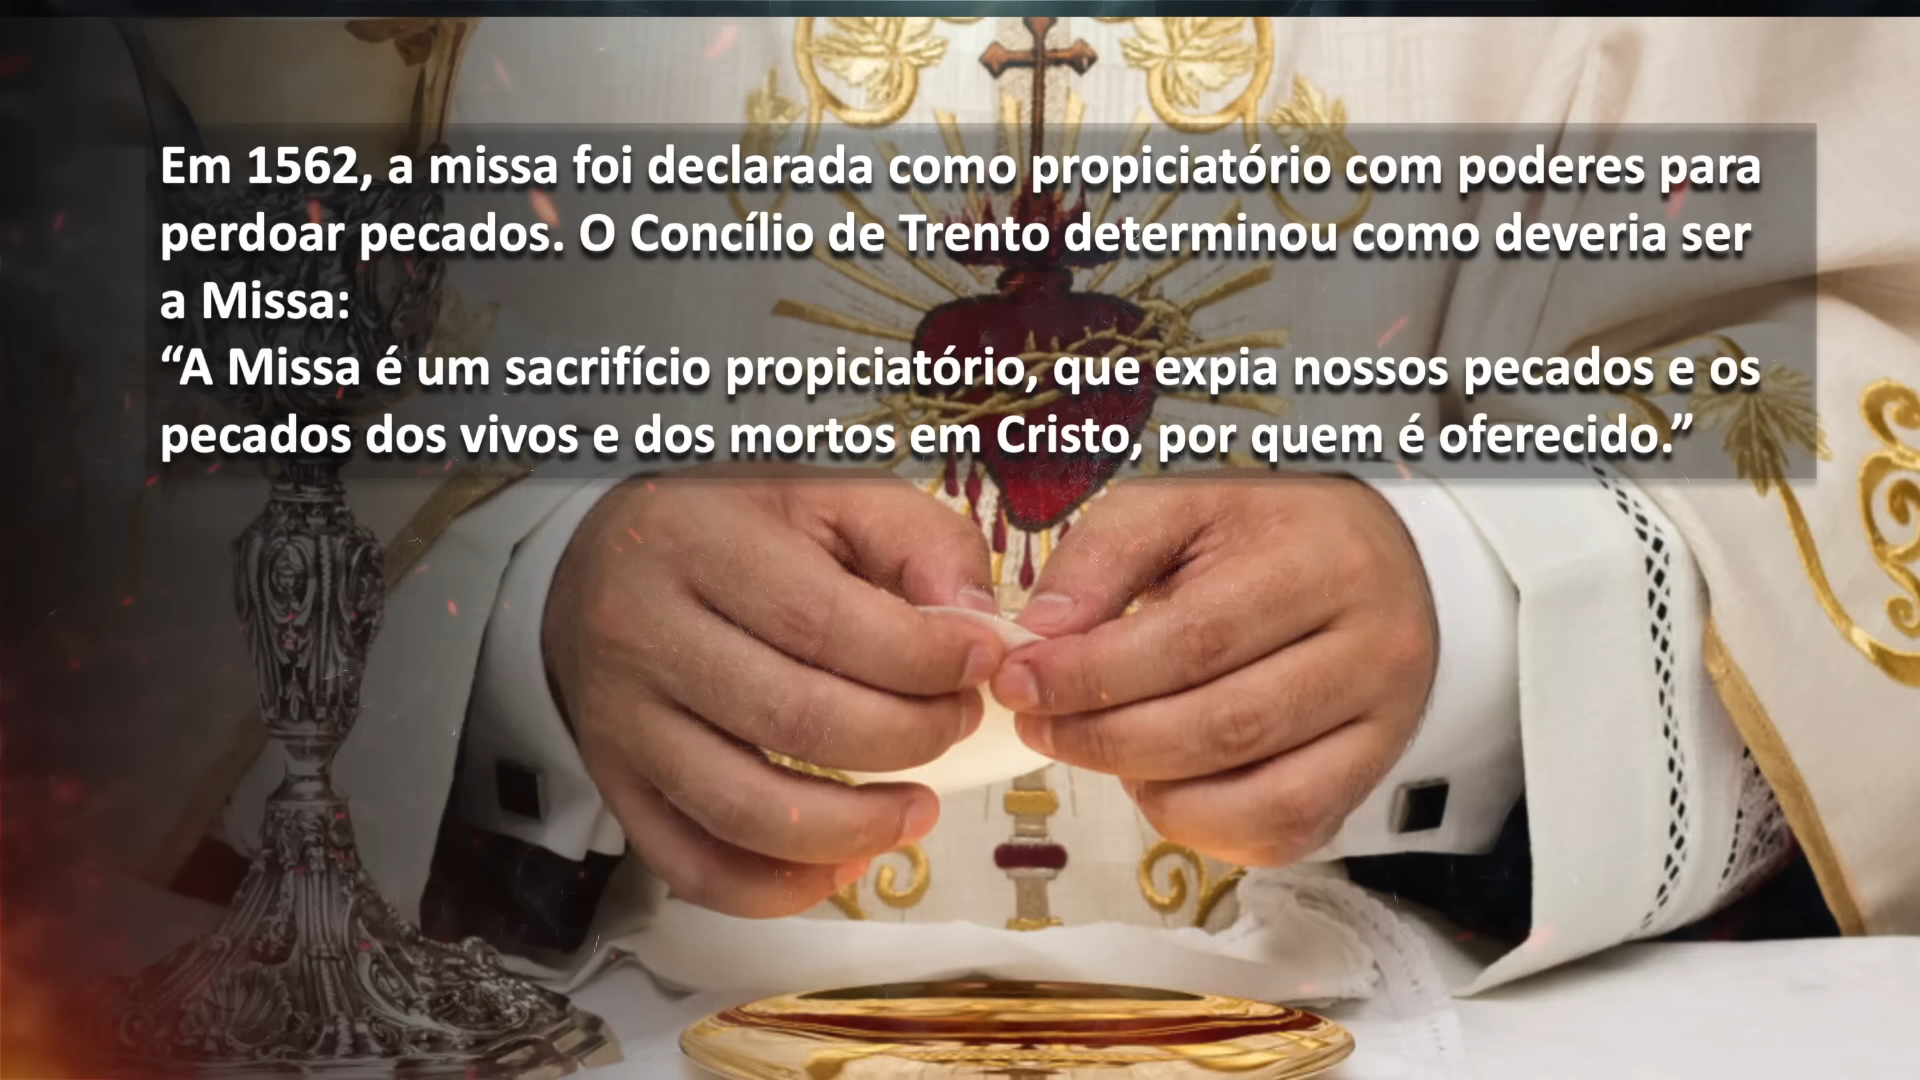 Em 1562, a missa foi declarada como propiciatório com poderes para
perdoar pecados. O Concílio de Trento determinou como deveria ser
a Missa:
“A Missa é um sacrifício propiciatório, que expia nossos pecados e os
pecados dos vivos e dos mortos em Cristo, por quem é oferecido.”